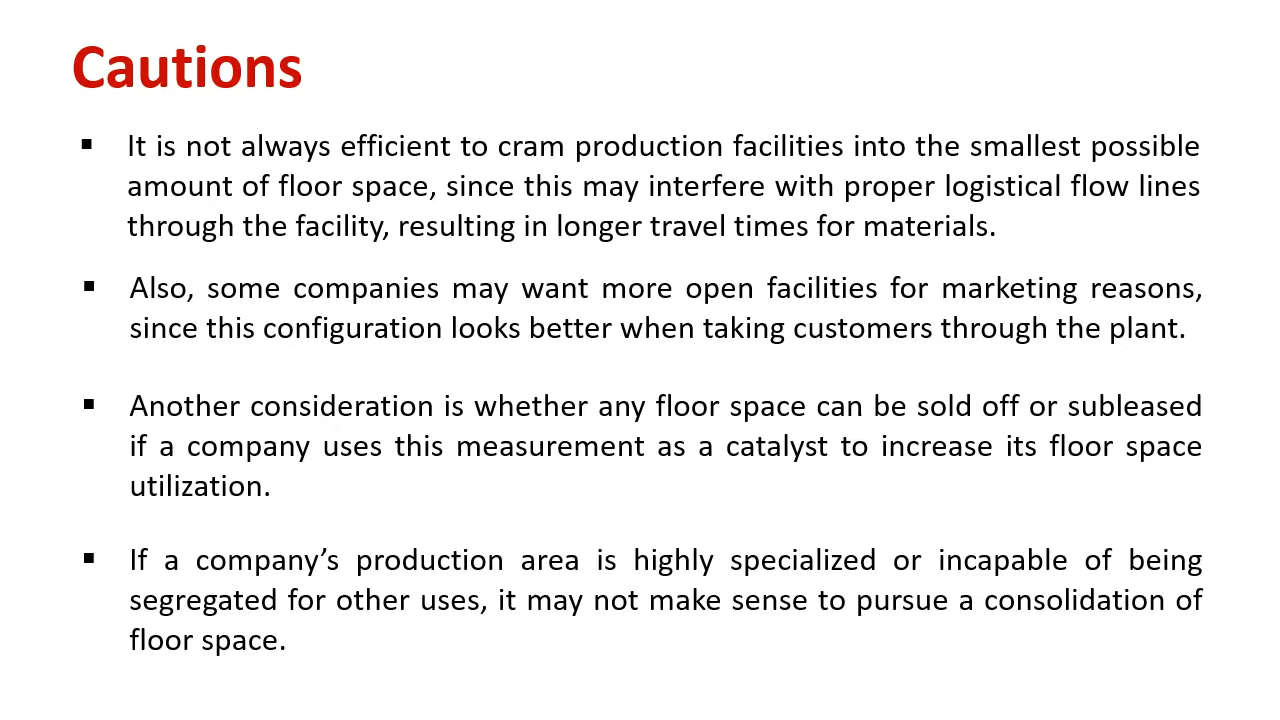 Cautions
▪ It is not always efficient to cram production facilities into the smallest possible
amount of floor space, since this may interfere with proper logistical flow lines
through the facility, resulting in longer travel times for materials.
▪ Also, some companies may want more open facilities for marketing reasons,
since this configuration looks better when taking customers through the plant.
▪ Another consideration is whether any floor space can be sold off or subleased
if a company uses this measurement as a catalyst to increase its floor space
utilization.
▪ If a company’s production area is highly specialized or incapable of being
segregated for other uses, it may not make sense to pursue a consolidation of
floor space.